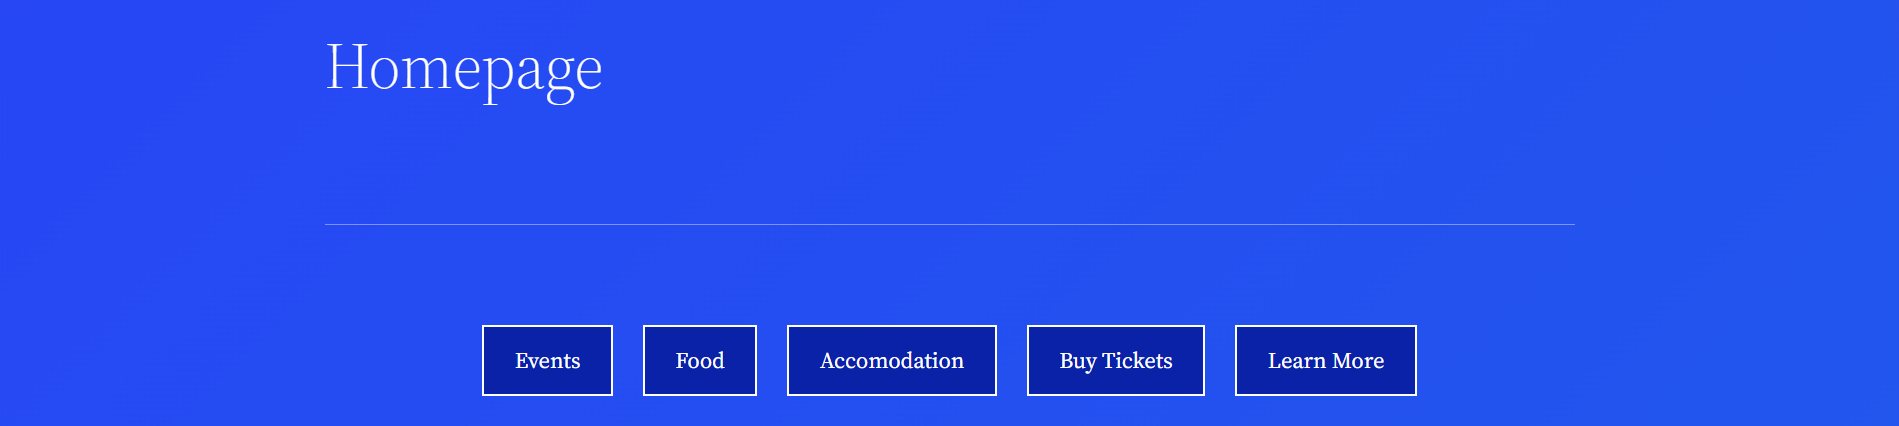 Homepage
Events
Food
Accomodation
Buy Tickets
Learn More